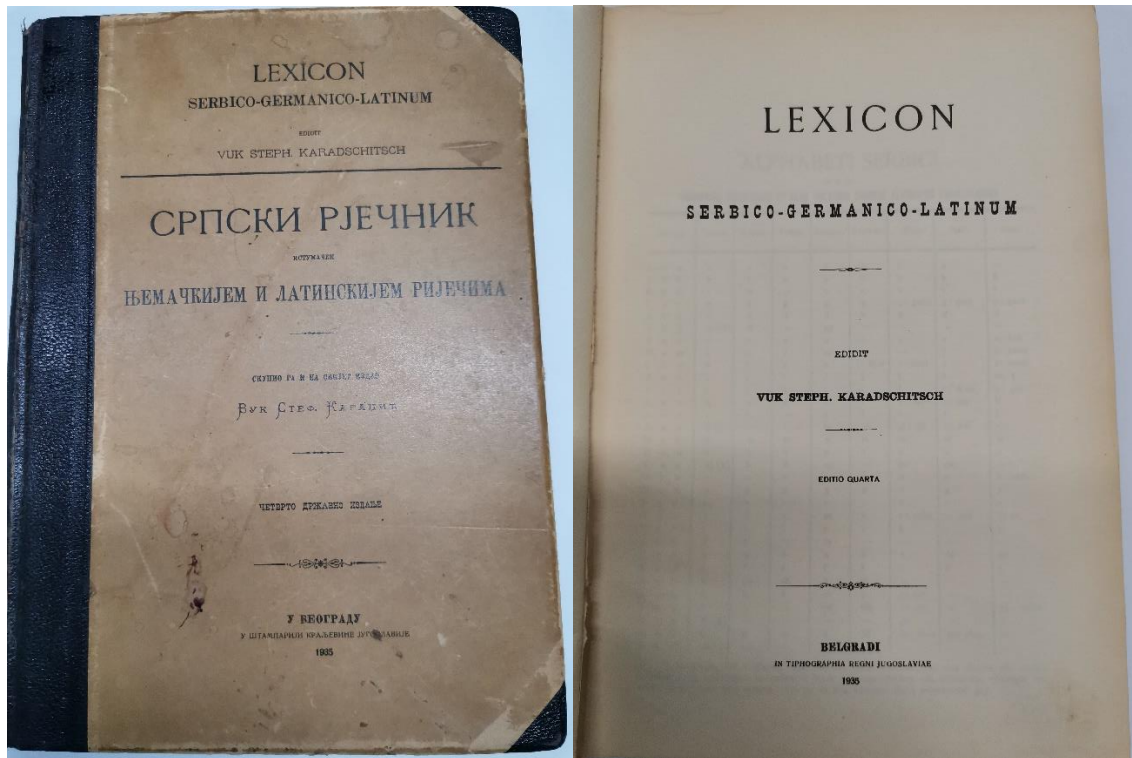 LEXICON
SERBICO-GERMANICO-LATINUM
EDIDIT
VUK STEPH. KARADSCHITSCH
СРПСКИ РЈЕЧНИК
ИСТУМАЧЕН
ЊЕМАЧКИЈЕМ И ЛАТИНСКИЈЕМ РИЈЕЧИМА
СКУПИО ГА И НА СВИЈЕТ ИЗДАО
ВУК СТЕФ. КАРАЏИЋ
ЧЕТВРТО ДРЖАВНО ИЗДАЊЕ
У БЕОГРАДУ
У ШТАМПАРИЈИ КРАЉЕВИНЕ ЈУГОСЛАВИЈЕ
1935
LEXICON
SERBICO-GERMANICO-LATINUM
EDIDIT
VUK STEPH. KARADSCHITSCH
EDITIO QUARTA
BELGRADI
IN TIPHOGRAPHIA REGNI JUGOSLAVIAE
1935